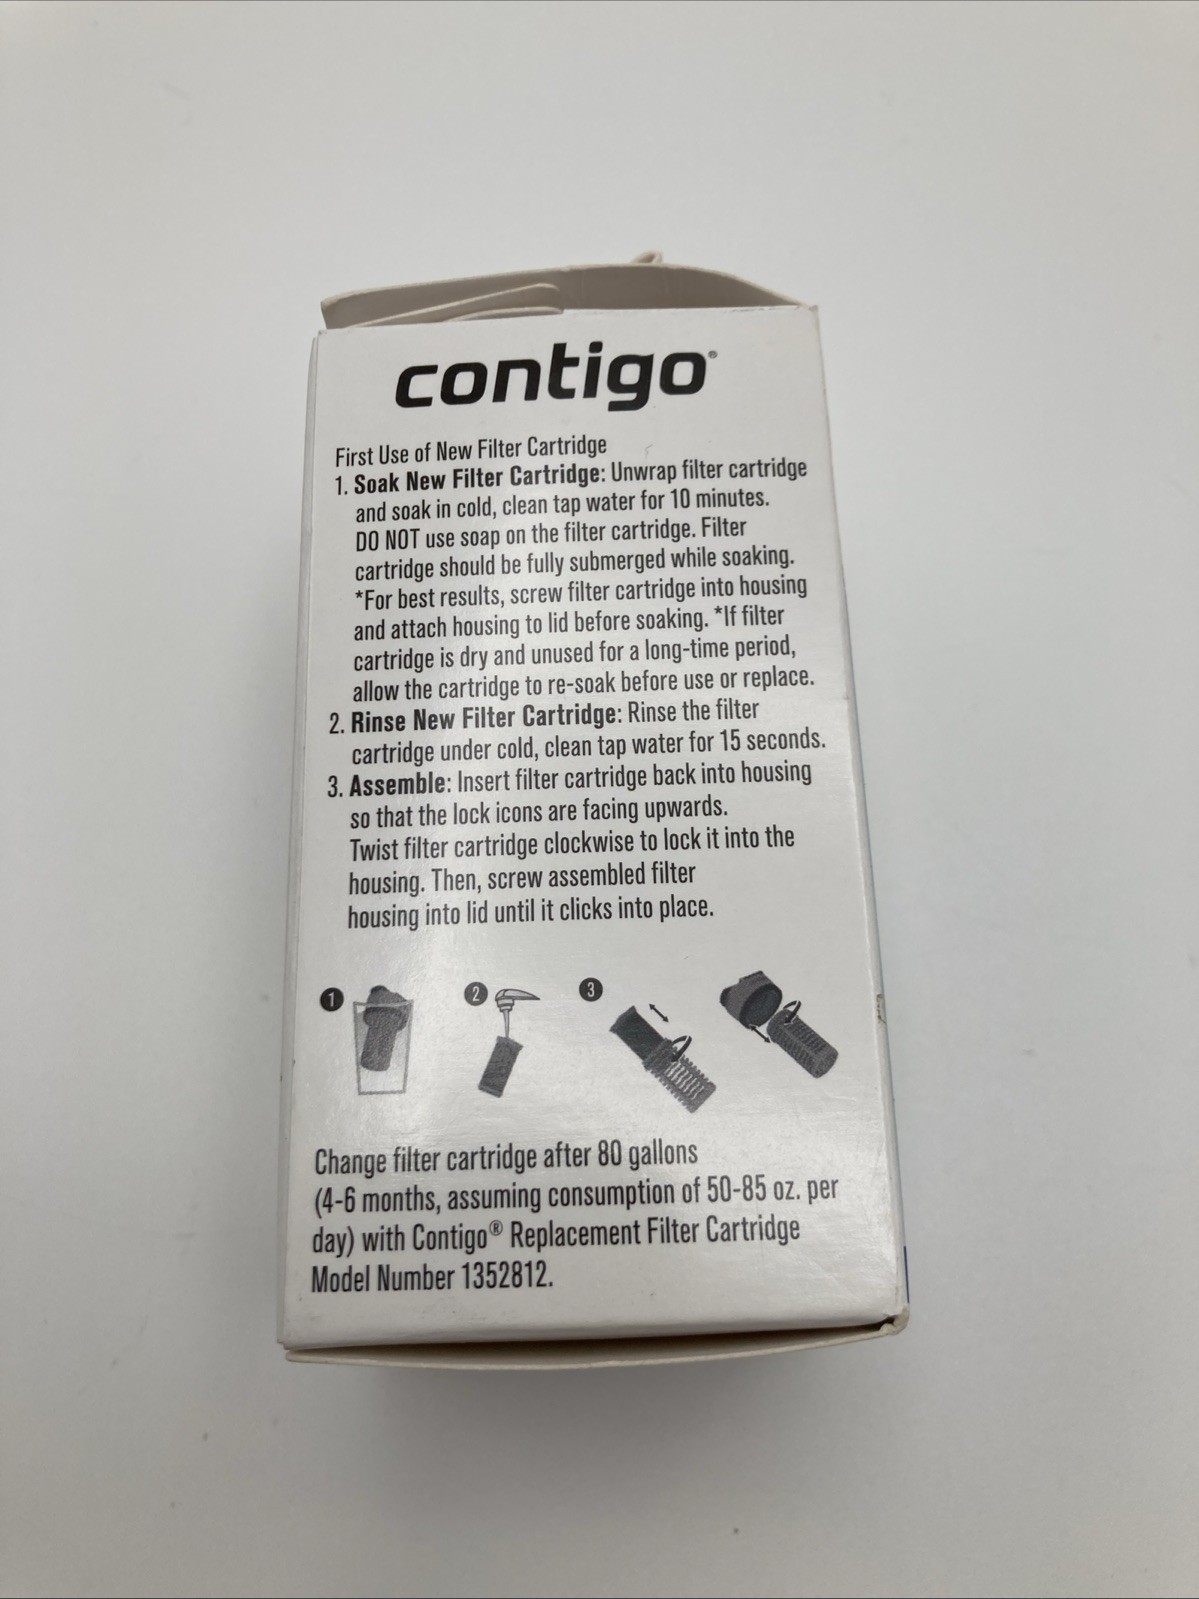 contigo®
First Use of New Filter Cartridge
1. Soak New Filter Cartridge: Unwrap filter cartridge
and soak in cold, clean tap water for 10 minutes.
DO NOT use soap on the filter cartridge. Filter
cartridge should be fully submerged while soaking.
*For best results, screw filter cartridge into housing
and attach housing to lid before soaking. *If filter
cartridge is dry and unused for a long-time period,
allow the cartridge to re-soak before use or replace.
2. Rinse New Filter Cartridge: Rinse the filter
cartridge under cold, clean tap water for 15 seconds.
3. Assemble: Insert filter cartridge back into housing
so that the lock icons are facing upwards.
Twist filter cartridge clockwise to lock it into the
housing. Then, screw assembled filter
housing into lid until it clicks into place.
1 2 3
Change filter cartridge after 80 gallons
(4-6 months, assuming consumption of 50-85 oz. per
day) with Contigo® Replacement Filter Cartridge
Model Number 1352812.